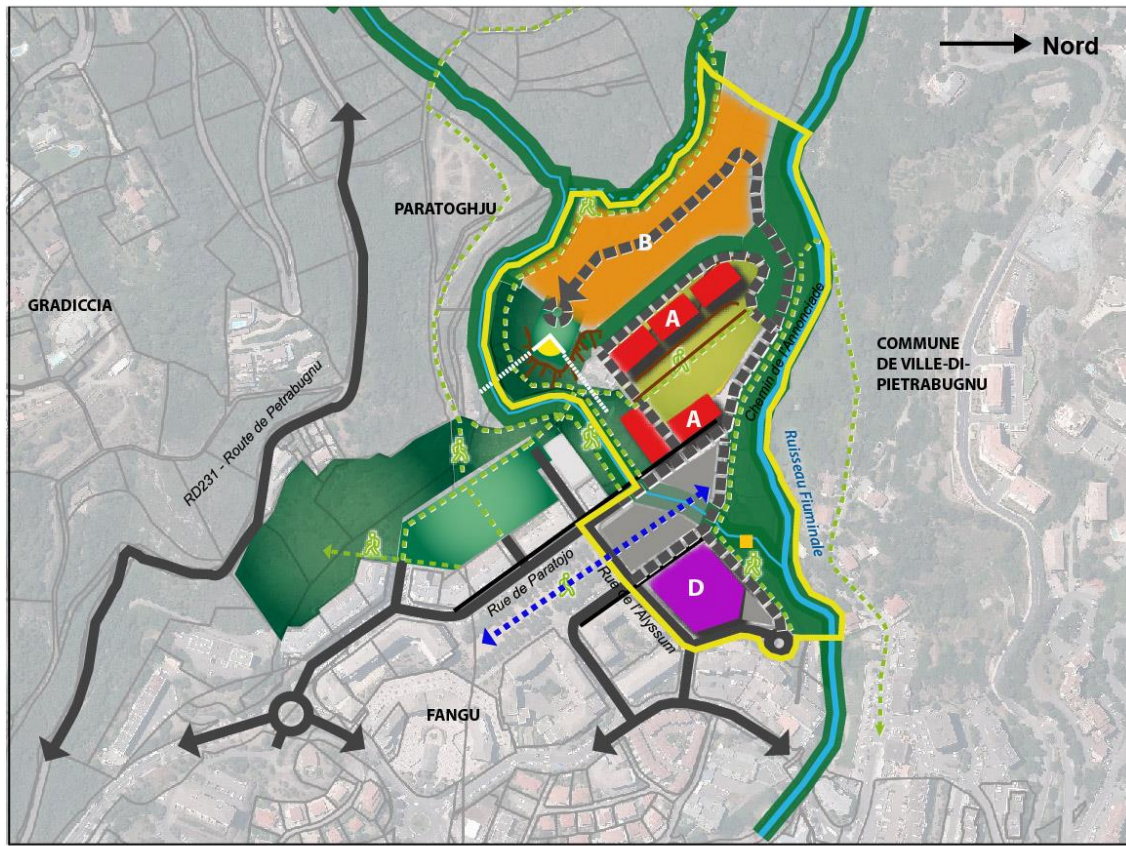 Nord
PARATOGHJU
B
GRADICCIA
A
COMMUNE
DE VILLE-DI-
PIETRABUGNU
Chemin de l'Annonciade
A
RD231 - Route de Petrabugnu
Ruisseau Fiuminale
Rue de Paratojo
D
Rue de l'Alyssum
FANGU